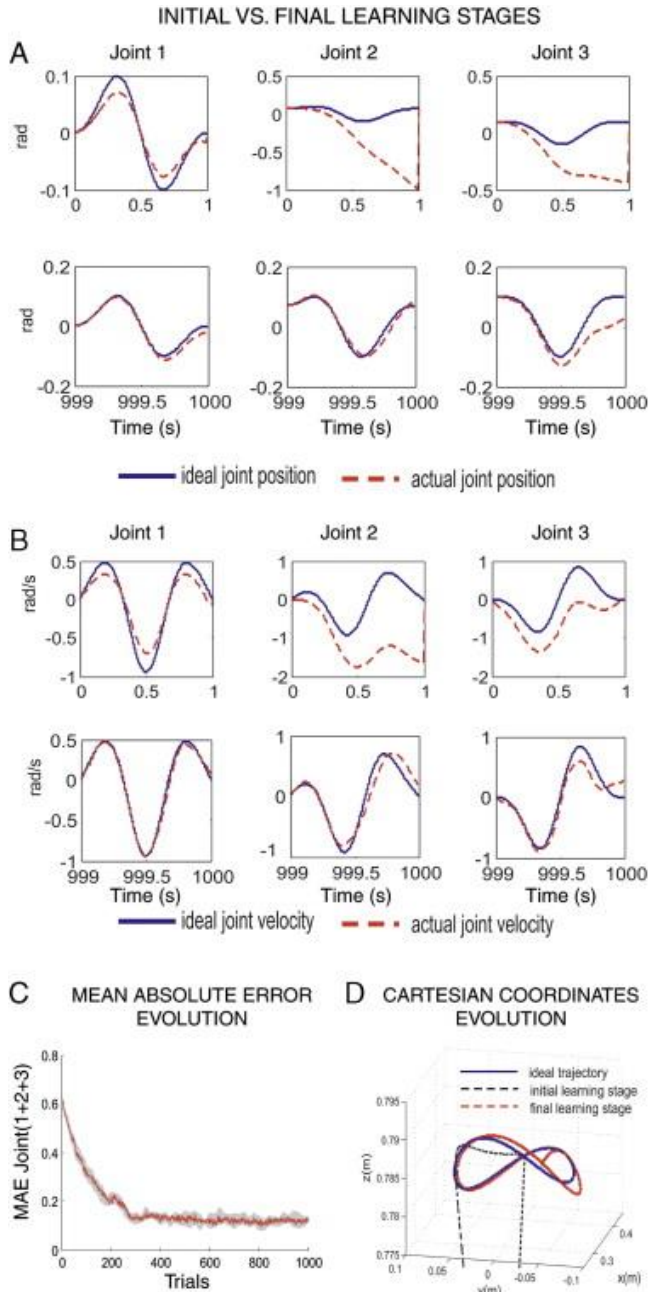 INITIAL VS. FINAL LEARNING STAGES
A
Joint 1
Joint 2
Joint 3
rad
0.1
0
-0.1
0 0.5 1
0.5
0
-0.5
-1
0 0.5 1
0.5
0
-0.5
0 0.5 1
rad
0.2
0
-0.2
999 999.5 1000
Time (s)
0.2
0
0.2
999 999.5 1000
Time (s)
0.2
0
0.2
999 999.5 1000
Time (s)
ideal joint position
actual joint position
B
Joint 1
Joint 2
Joint 3
rad/s
0.5
0
-0.5
-1
0 0.5 1
1
0
-1
-2
0 0.5 1
1
0
-1
-2
0 0.5 1
rad/s
0.5
0
-0.5
-1
999 999.5 1000
Time (s)
1
0
1
999 999.5 1000
Time (s)
1
0
1
999 999.5 1000
Time (s)
ideal joint velocity
actual joint velocity
C
MEAN ABSOLUTE ERROR
EVOLUTION
MAE Joint(1+2+3)
0.8
0.6
0.4
0.2
0
0 200 400 600 800 1000
Trials
D
CARTESIAN COORDINATES
EVOLUTION
ideal trajectory
initial learning stage
final learning stage
z(m)
0.795
0.79
0.785
0.78
0.775
0.1 0.05 0 -0.05 -0.1
y(m)
0.4
0.3
x(m)